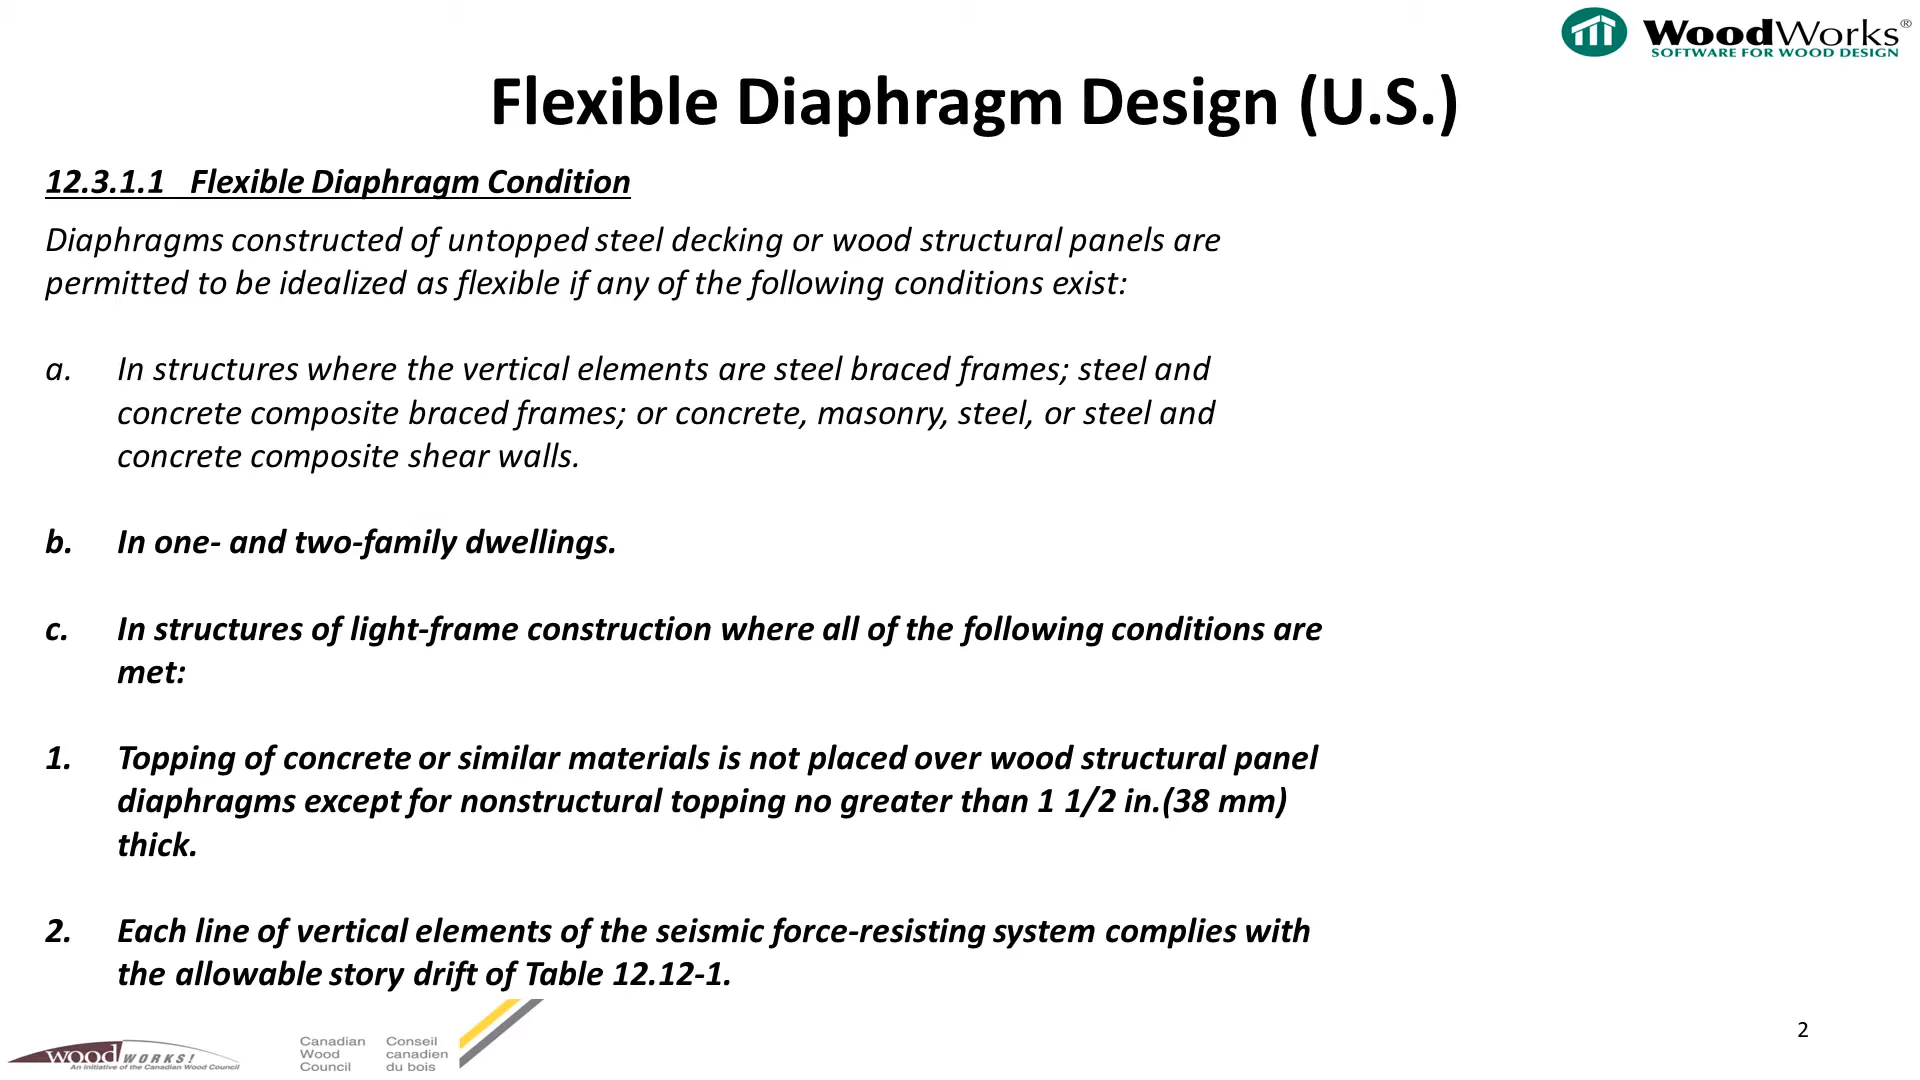 WoodWorks®
SOFTWARE FOR WOOD DESIGN
Flexible Diaphragm Design (U.S.)
12.3.1.1 Flexible Diaphragm Condition
Diaphragms constructed of untopped steel decking or wood structural panels are
permitted to be idealized as flexible if any of the following conditions exist:
a. In structures where the vertical elements are steel braced frames; steel and
concrete composite braced frames; or concrete, masonry, steel, or steel and
concrete composite shear walls.
b. In one- and two-family dwellings.
c. In structures of light-frame construction where all of the following conditions are
met:
1. Topping of concrete or similar materials is not placed over wood structural panel
diaphragms except for nonstructural topping no greater than 1 1/2 in.(38 mm)
thick.
2. Each line of vertical elements of the seismic force-resisting system complies with
the allowable story drift of Table 12.12-1.
wood WORKS!
An initiative of the Canadian Wood Council
Canadian
Wood
Council
Conseil
canadien
du bois
2